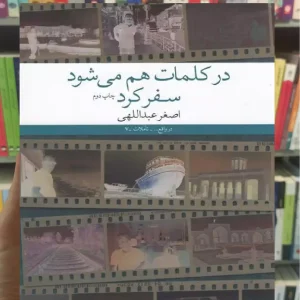 در کلمات هم می‌شود
سفر کرد چاپ دوم
اصغر عبداللهی